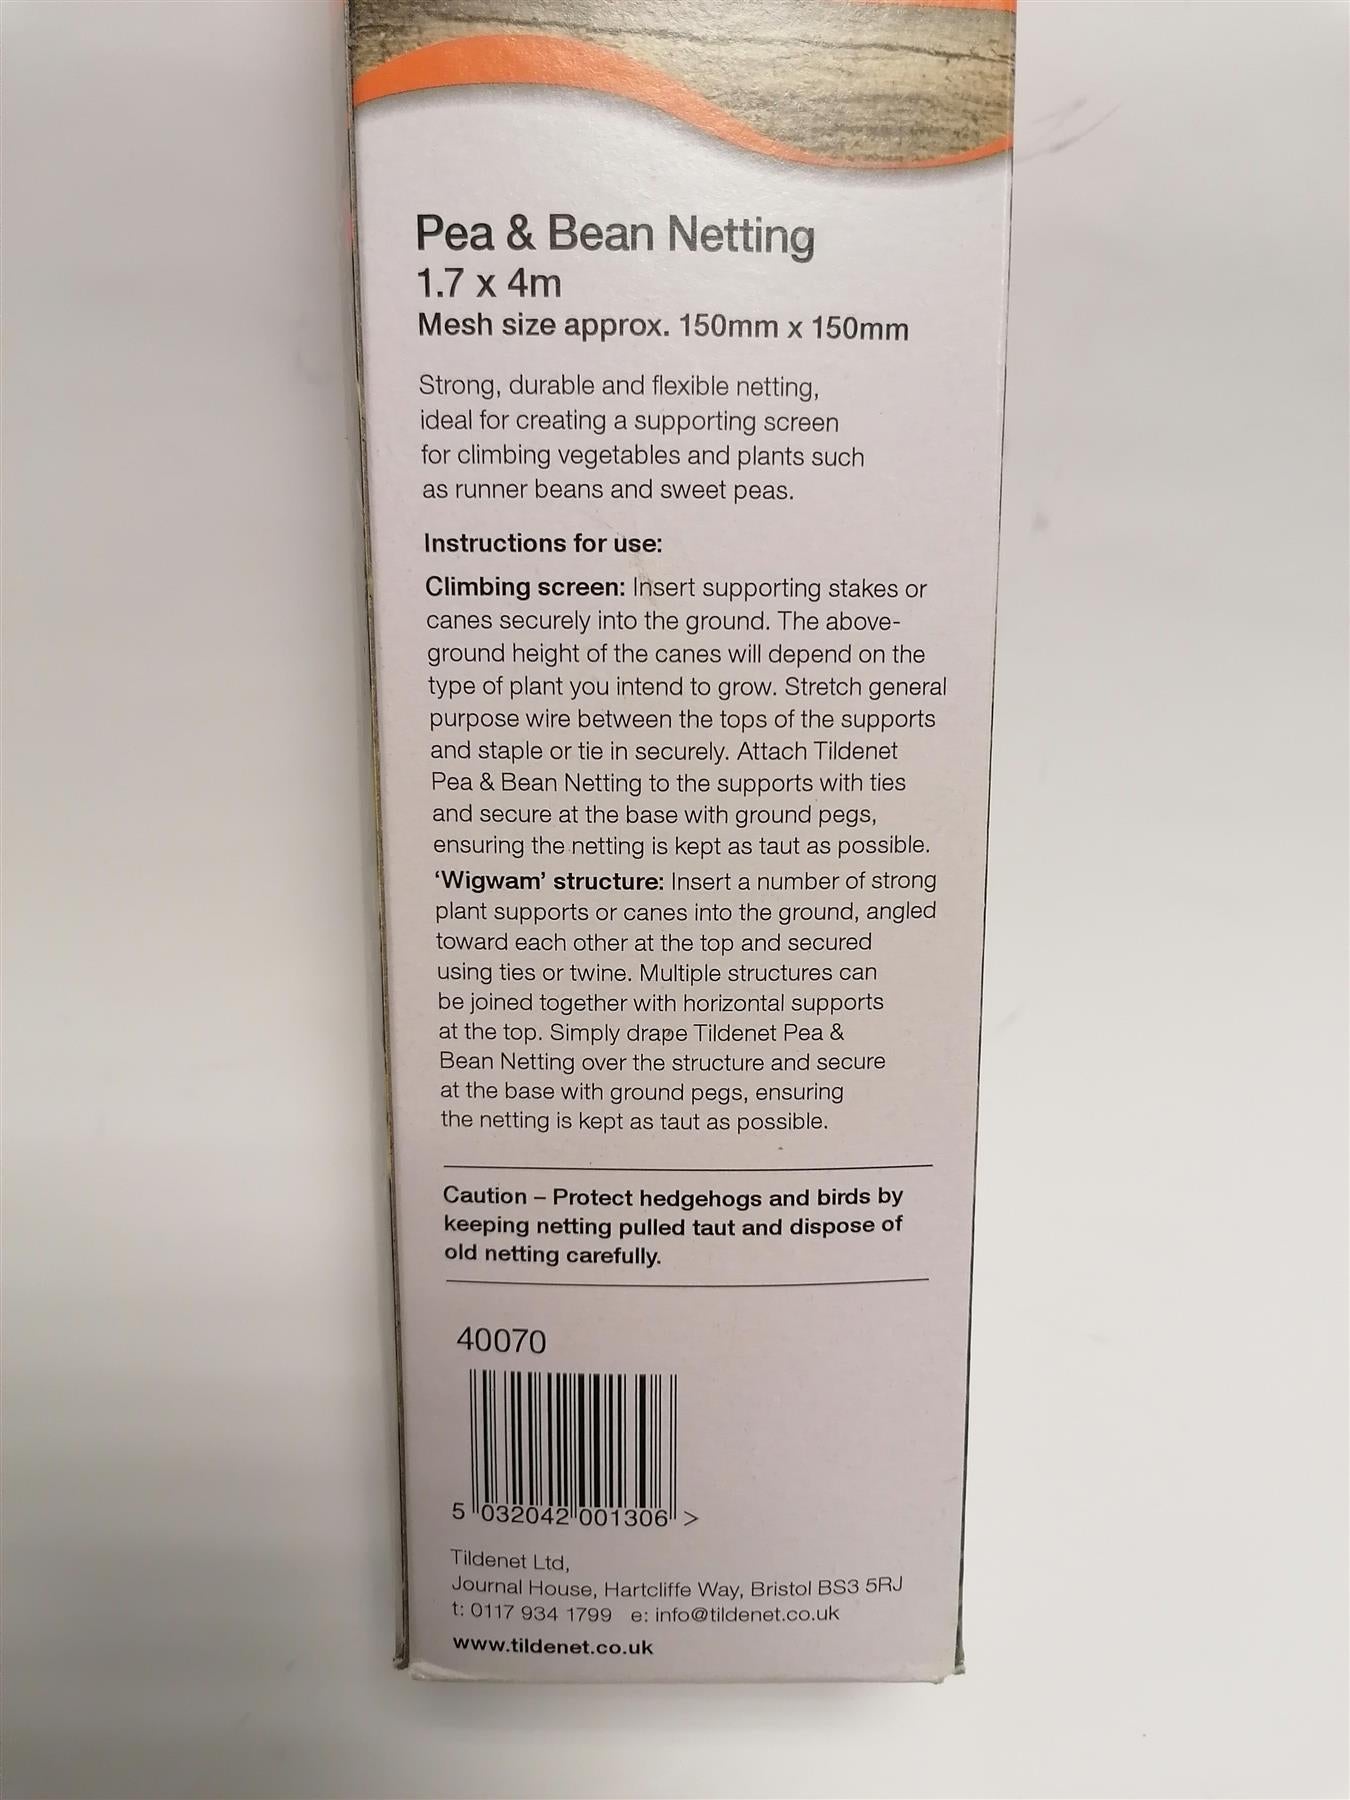 Pea & Bean Netting
1.7 x 4m
Mesh size approx. 150mm x 150mm
Strong, durable and flexible netting,
ideal for creating a supporting screen
for climbing vegetables and plants such
as runner beans and sweet peas.
Instructions for use:
Climbing screen: Insert supporting stakes or
canes securely into the ground. The above-
ground height of the canes will depend on the
type of plant you intend to grow. Stretch general
purpose wire between the tops of the supports
and staple or tie in securely. Attach Tildenet
Pea & Bean Netting to the supports with ties
and secure at the base with ground pegs,
ensuring the netting is kept as taut as possible.
‘Wigwam’ structure: Insert a number of strong
plant supports or canes into the ground, angled
toward each other at the top and secured
using ties or twine. Multiple structures can
be joined together with horizontal supports
at the top. Simply drape Tildenet Pea &
Bean Netting over the structure and secure
at the base with ground pegs, ensuring
the netting is kept as taut as possible.
Caution – Protect hedgehogs and birds by
keeping netting pulled taut and dispose of
old netting carefully.
40070
5 032042 001306 >
Tildenet Ltd,
Journal House, Hartcliffe Way, Bristol BS3 5RJ
t: 0117 934 1799 e: info@tildenet.co.uk
www.tildenet.co.uk